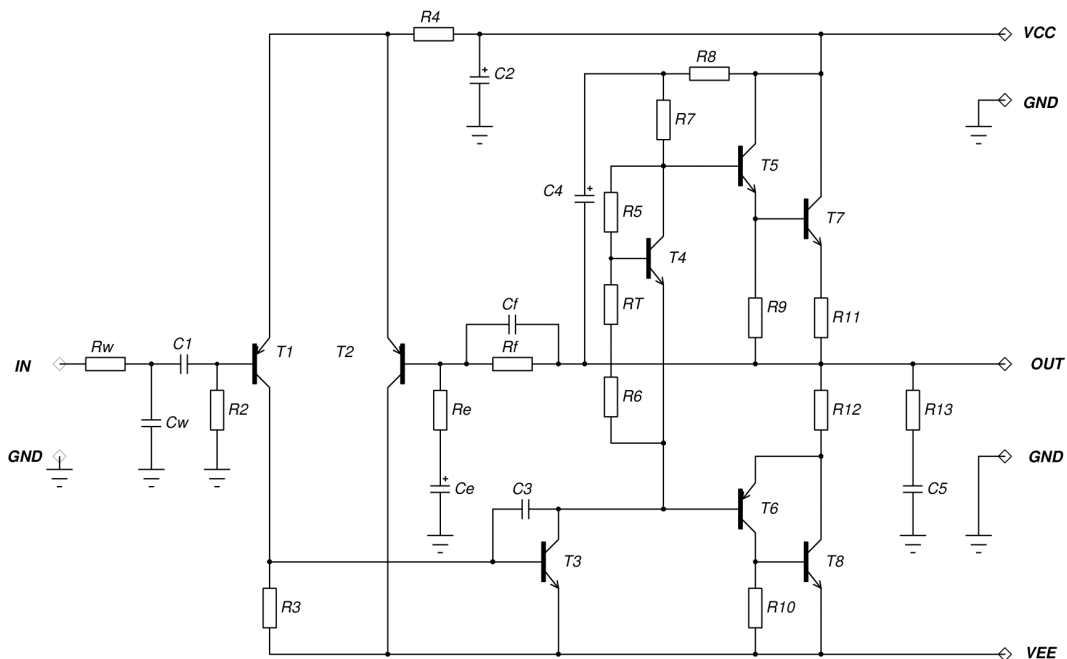 R4
VCC
C2
R8
GND
R7
T5
C4
R5
T7
T4
RT
Cf
R9
R11
Rw
C1
T1
T2
Rf
IN
OUT
R2
Re
R6
R12
R13
Cw
GND
GND
Ce
C3
C5
T6
T3
T8
R3
R10
VEE